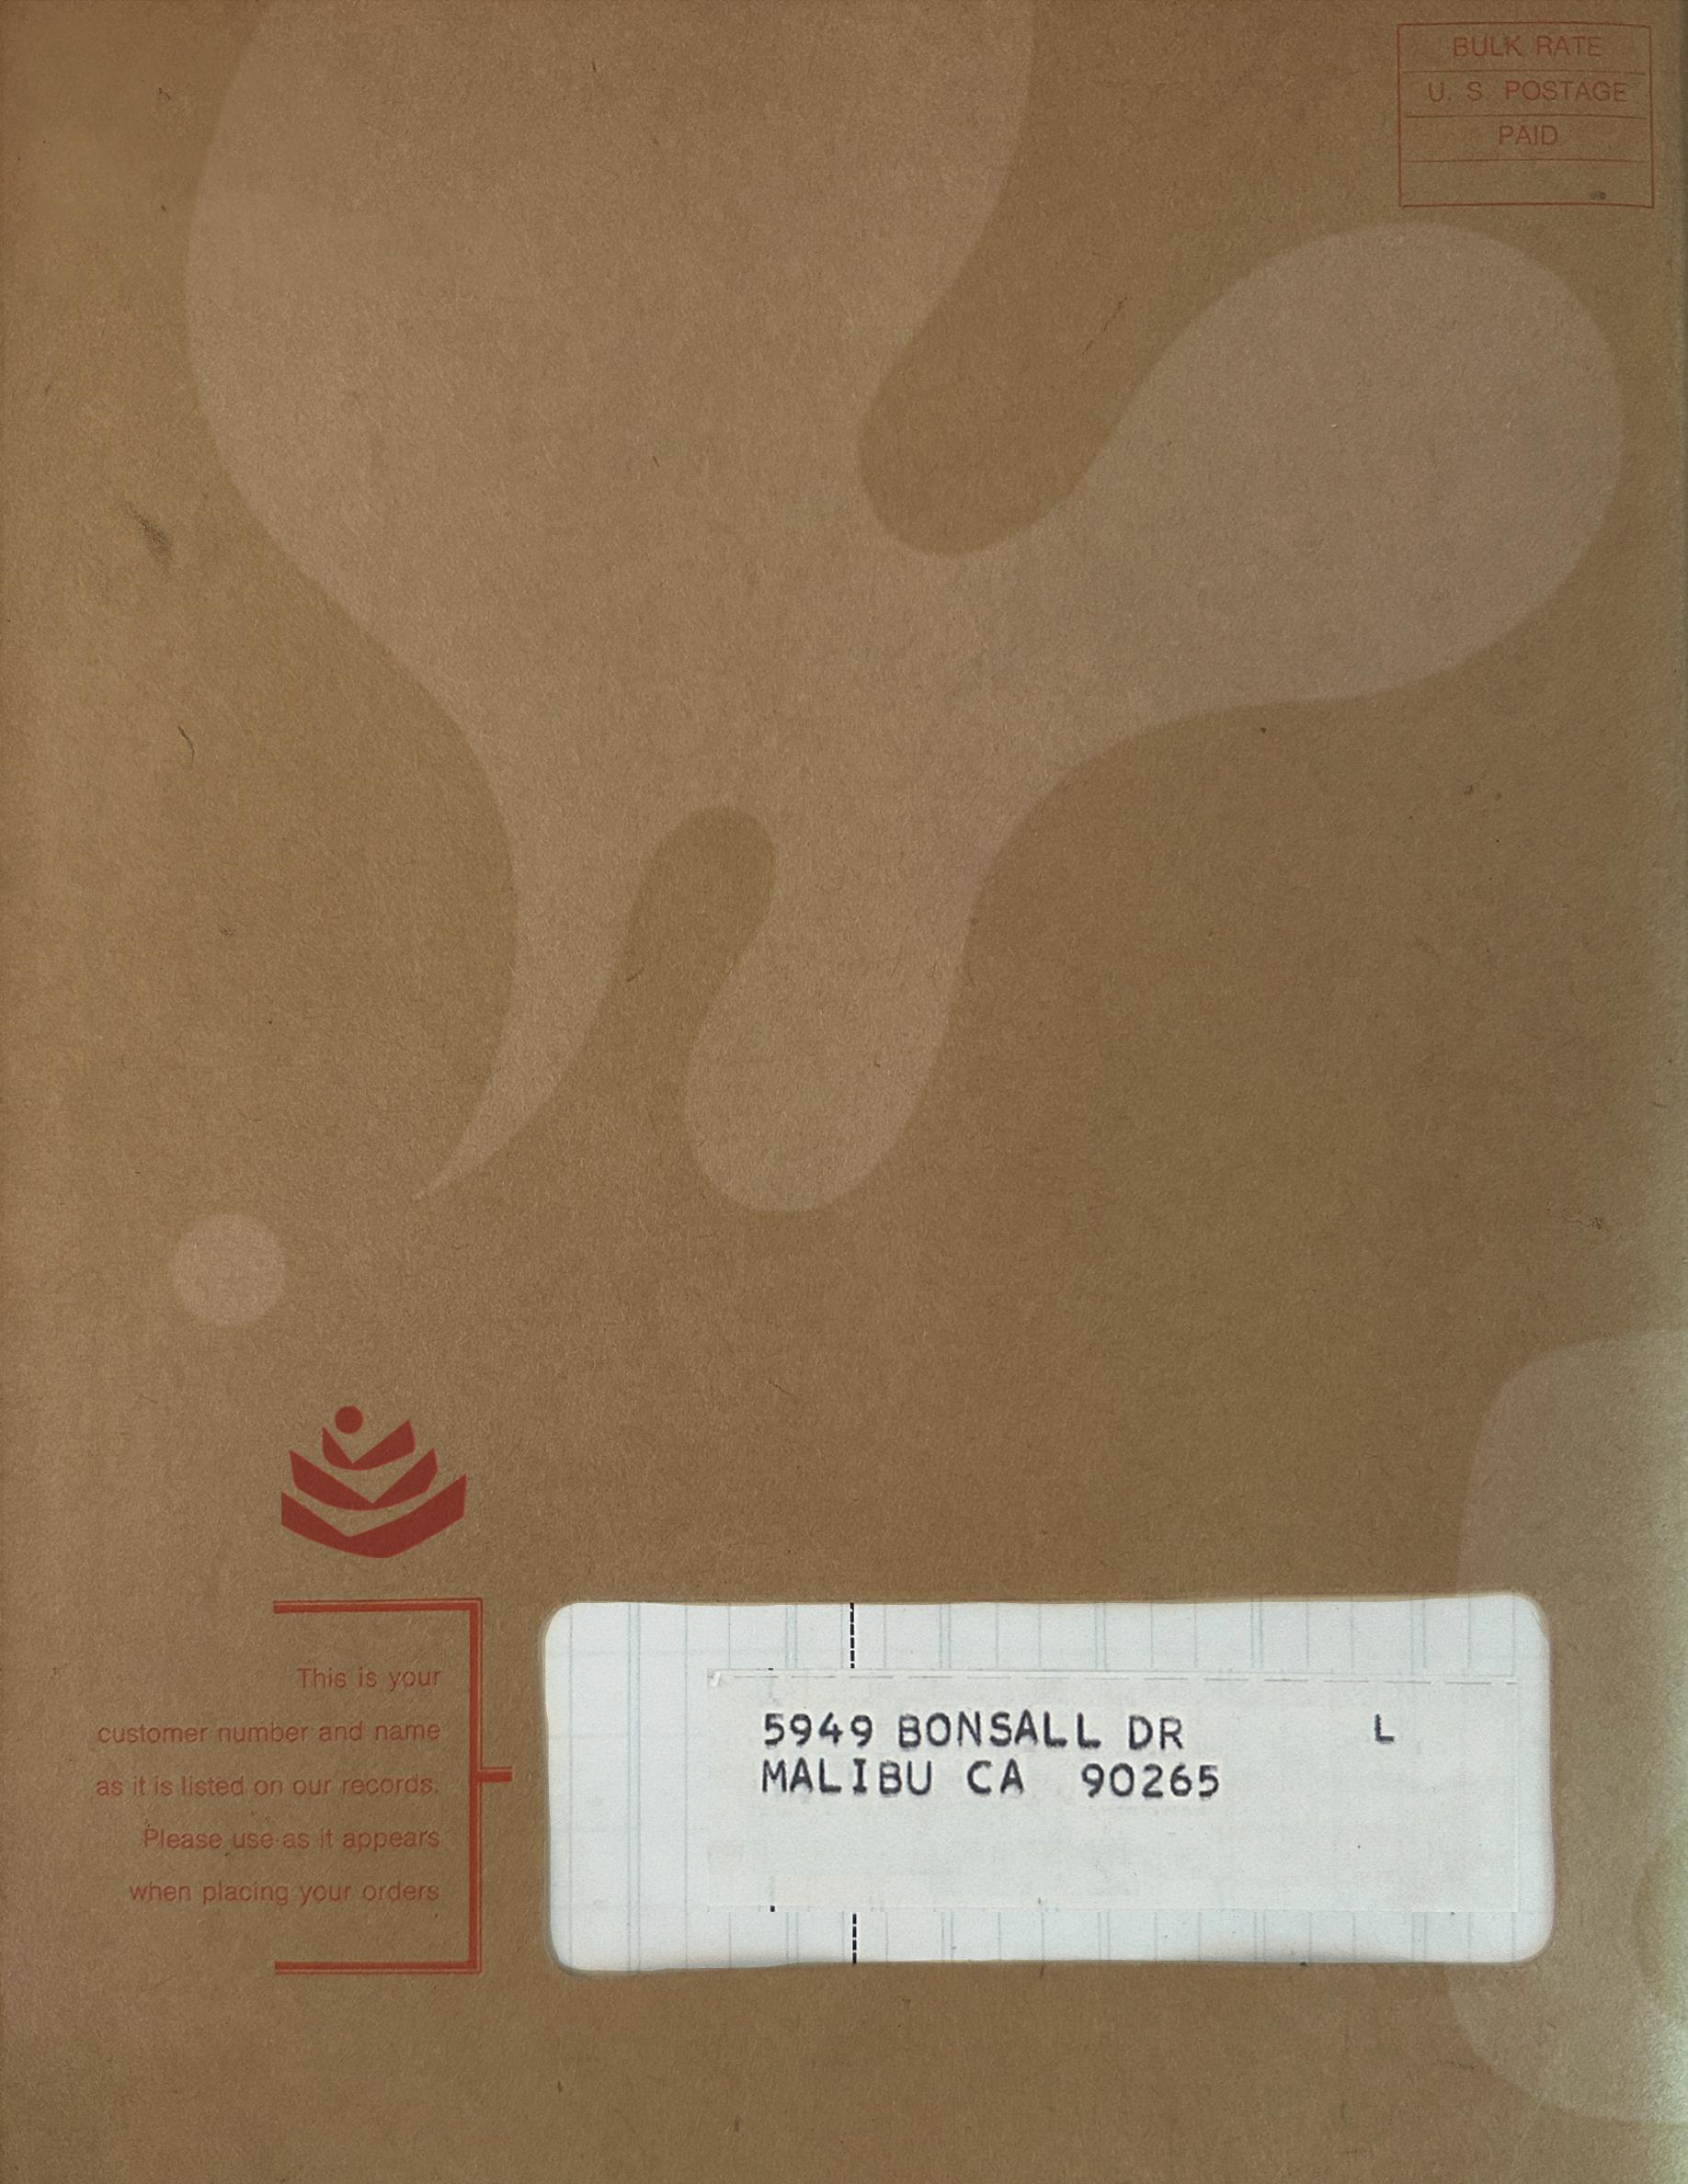 BULK RATE
U. S. POSTAGE
PAID
This is your
customer number and name
as it is listed on our records.
Please use as it appears
when placing your orders
5949 BONSALL DR L
MALIBU CA 90265